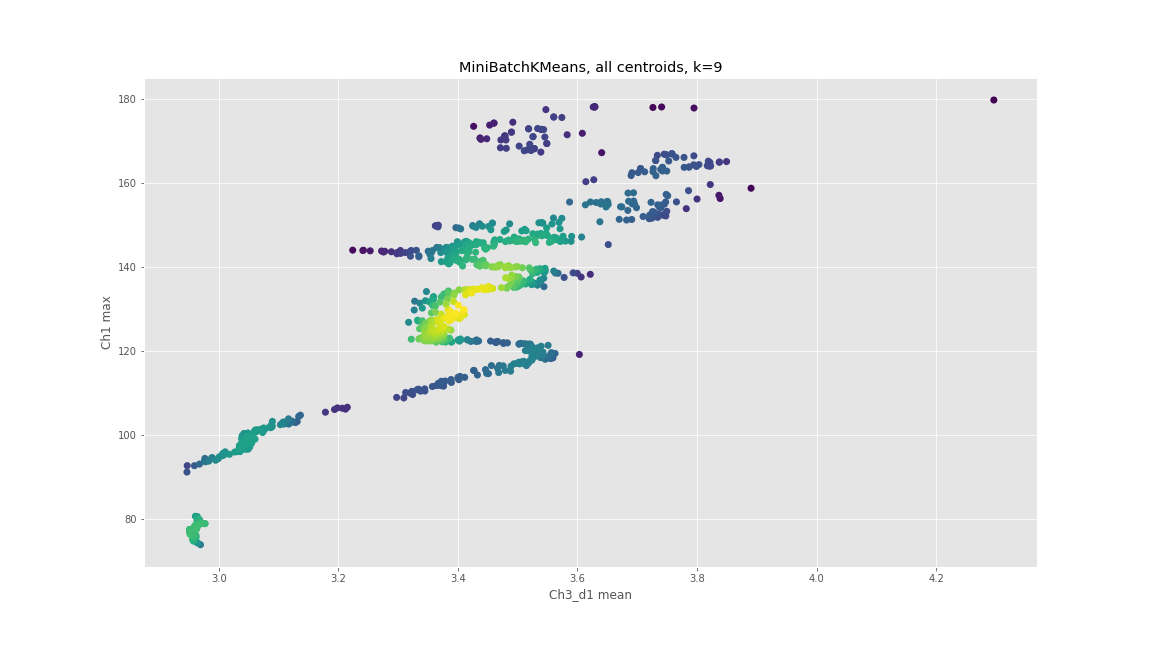 MiniBatchKMeans, all centroids, k=9
180
160
140
120
100
80
Ch1 max
3.0 3.2 3.4 3.6 3.8 4.0 4.2
Ch3_d1 mean